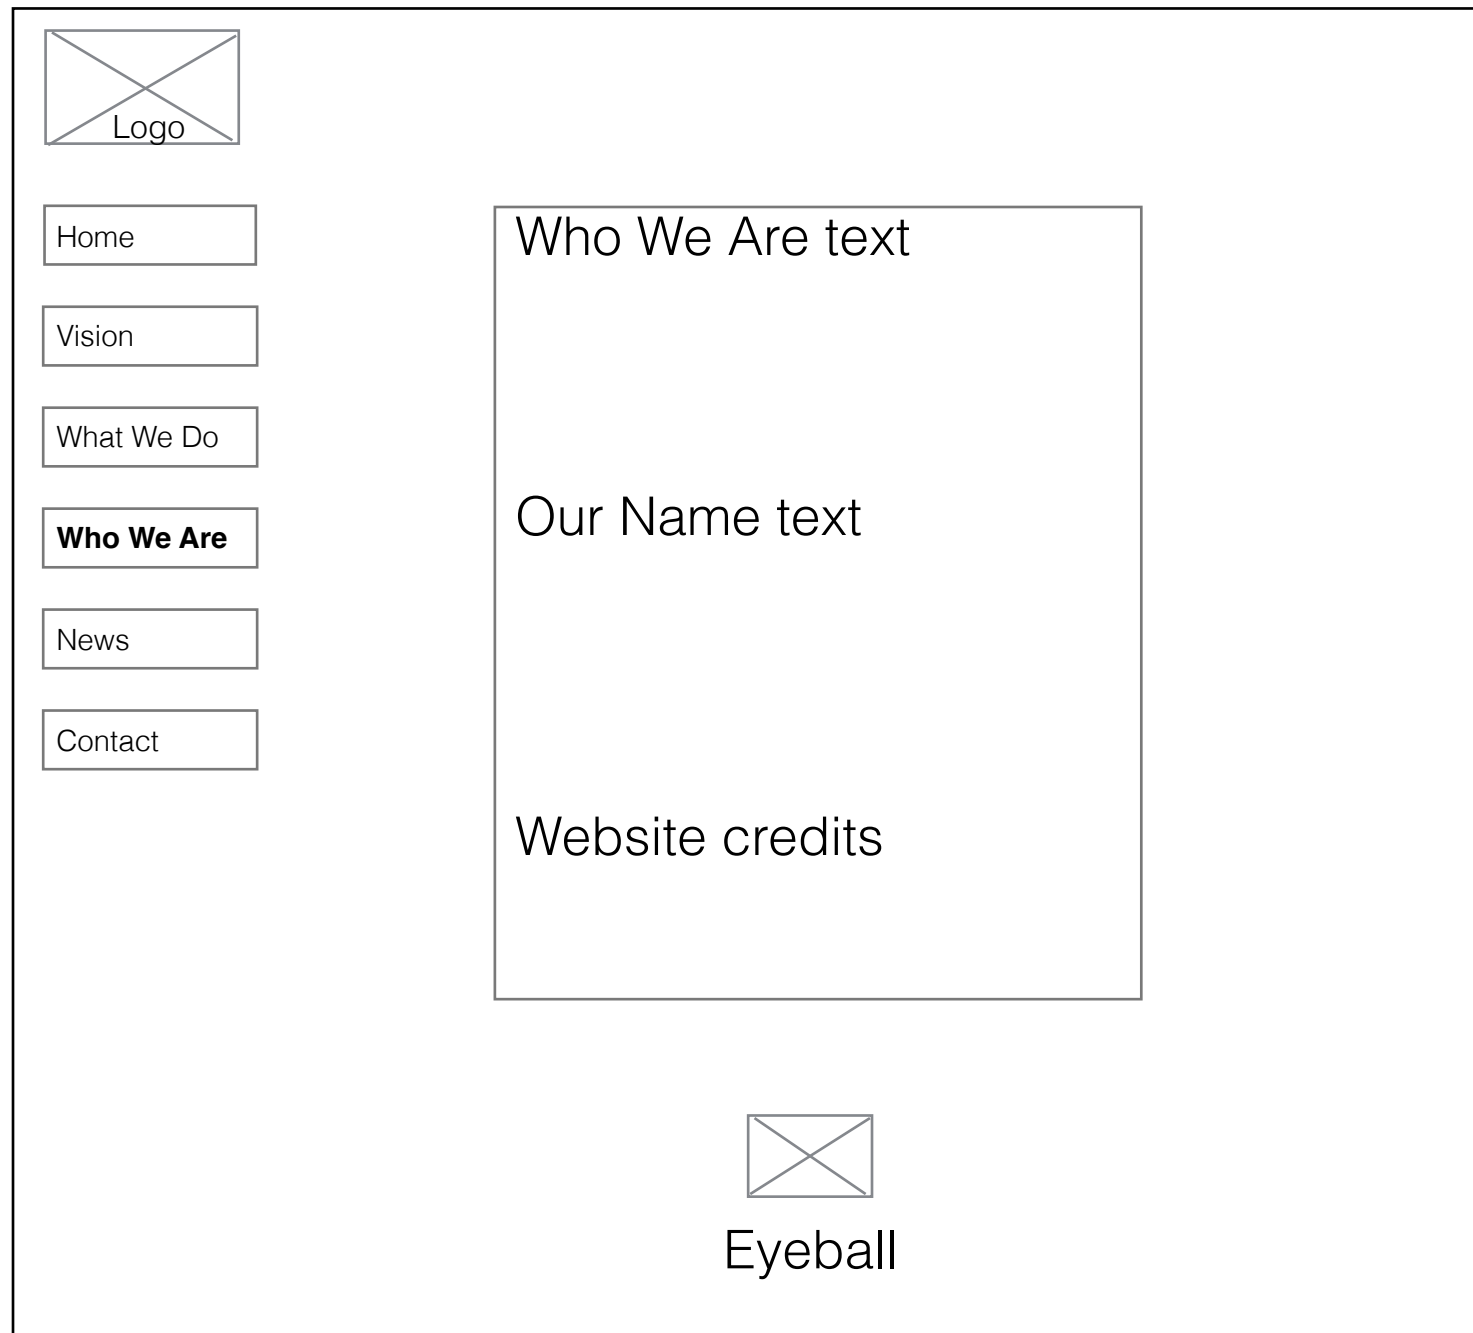 Logo
Home
Vision
What We Do
Who We Are
News
Contact
Who We Are text
Our Name text
Website credits
Eyeball